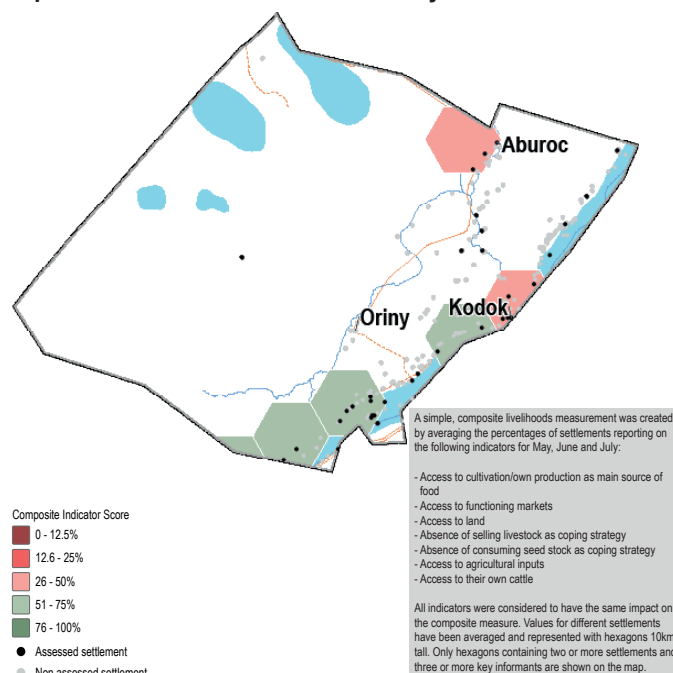 Aburoc
Kodok
Oriny
A simple, composite livelihoods measurement was created
by averaging the percentages of settlements reporting on
the following indicators for May, June and July:
- Access to cultivation/own production as main source of
food
- Access to functioning markets
- Access to land
- Absence of selling livestock as coping strategy
- Absence of consuming seed stock as coping strategy
- Access to agricultural inputs
- Access to their own cattle
All indicators were considered to have the same impact on
the composite measure. Values for different settlements
have been averaged and represented with hexagons 10km
tall. Only hexagons containing two or more settlements and
three or more key informants are shown on the map.
Composite Indicator Score
0 - 12.5%
12.6 - 25%
26 - 50%
51 - 75%
76 - 100%
Assessed settlement
Non assessed settlement